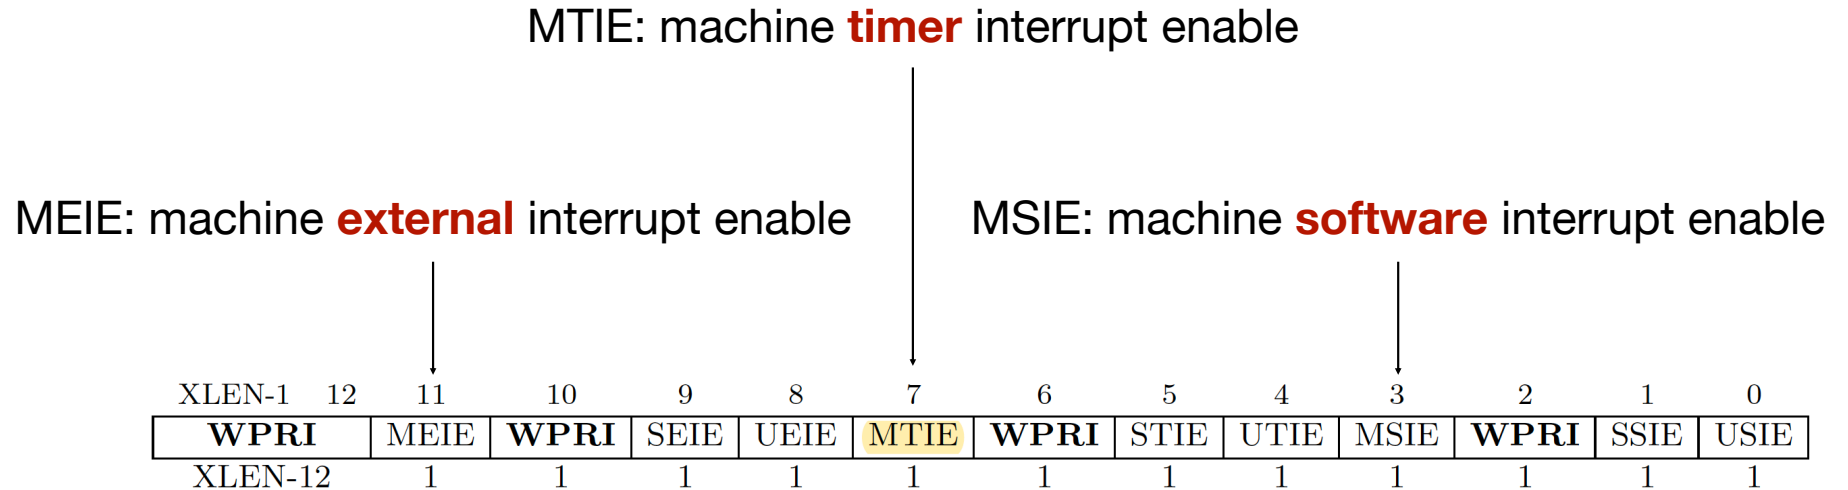 MTIE: machine timer interrupt enable
MEIE: machine external interrupt enable
MSIE: machine software interrupt enable
XLEN-1 12 11 10 9 8 7 6 5 4 3 2 1 0
WPRI MEIE WPRI SEIE UEIE MTIE WPRI STIE UTIE MSIE WPRI SSIE USIE
XLEN-12 1 1 1 1 1 1 1 1 1 1 1 1